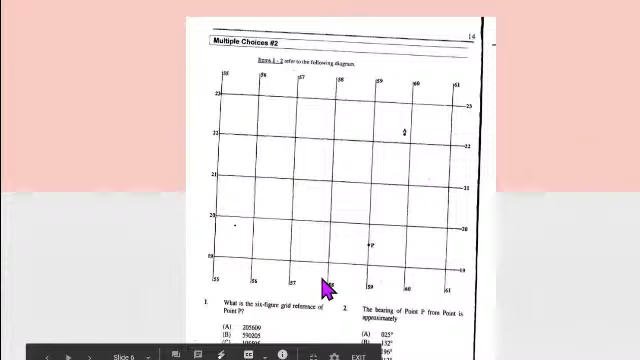 14
Multiple Choices #2
Items 1 - 2 refer to the following diagram.
55 56 57 58 59 60 61
23 23
22 22
21 21
20 20
P
19 19
55 56 57 58 59 60 61
1. What is the six-figure grid reference of
Point P?
(A) 205609
(B) 590205
2. The bearing of Point P from Point is
approximately
(A) 025°
(B) 132°
196°
Slide 6
EXIT